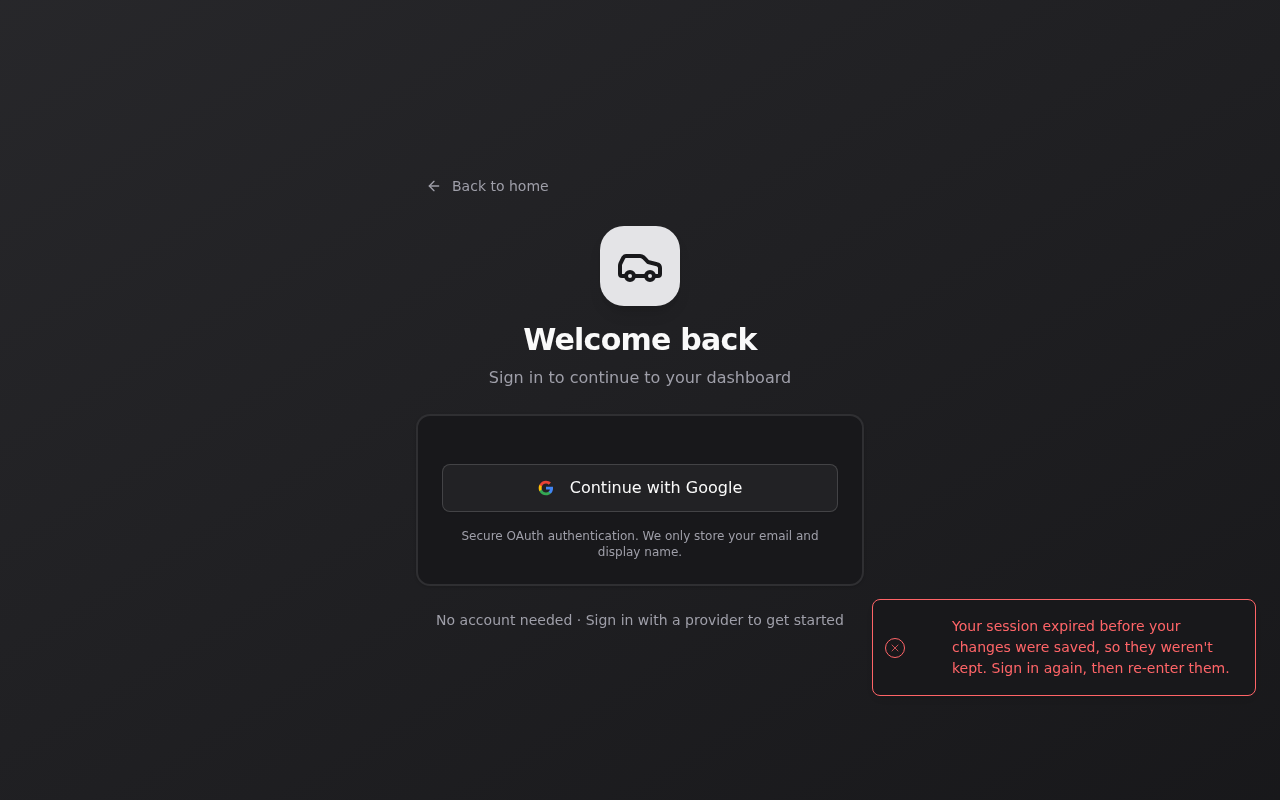 Back to home
Welcome back
Sign in to continue to your dashboard
Continue with Google
Secure OAuth authentication. We only store your email and
display name.
No account needed · Sign in with a provider to get started
Your session expired before your
changes were saved, so they weren't
kept. Sign in again, then re-enter them.